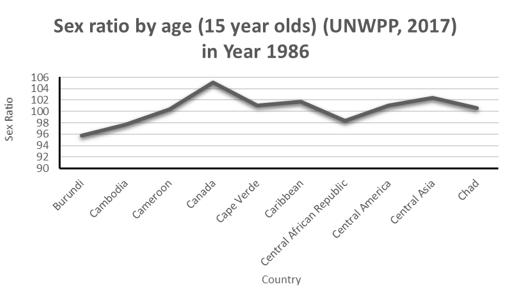 Sex ratio by age (15 year olds) (UNWPP, 2017)
in Year 1986
106
104
102
100
98
96
94
92
90
Sex Ratio
Burundi
Cambodia
Cameroon
Canada
Cape Verde
Caribbean
Central African Republic
Central America
Central Asia
Chad
Country